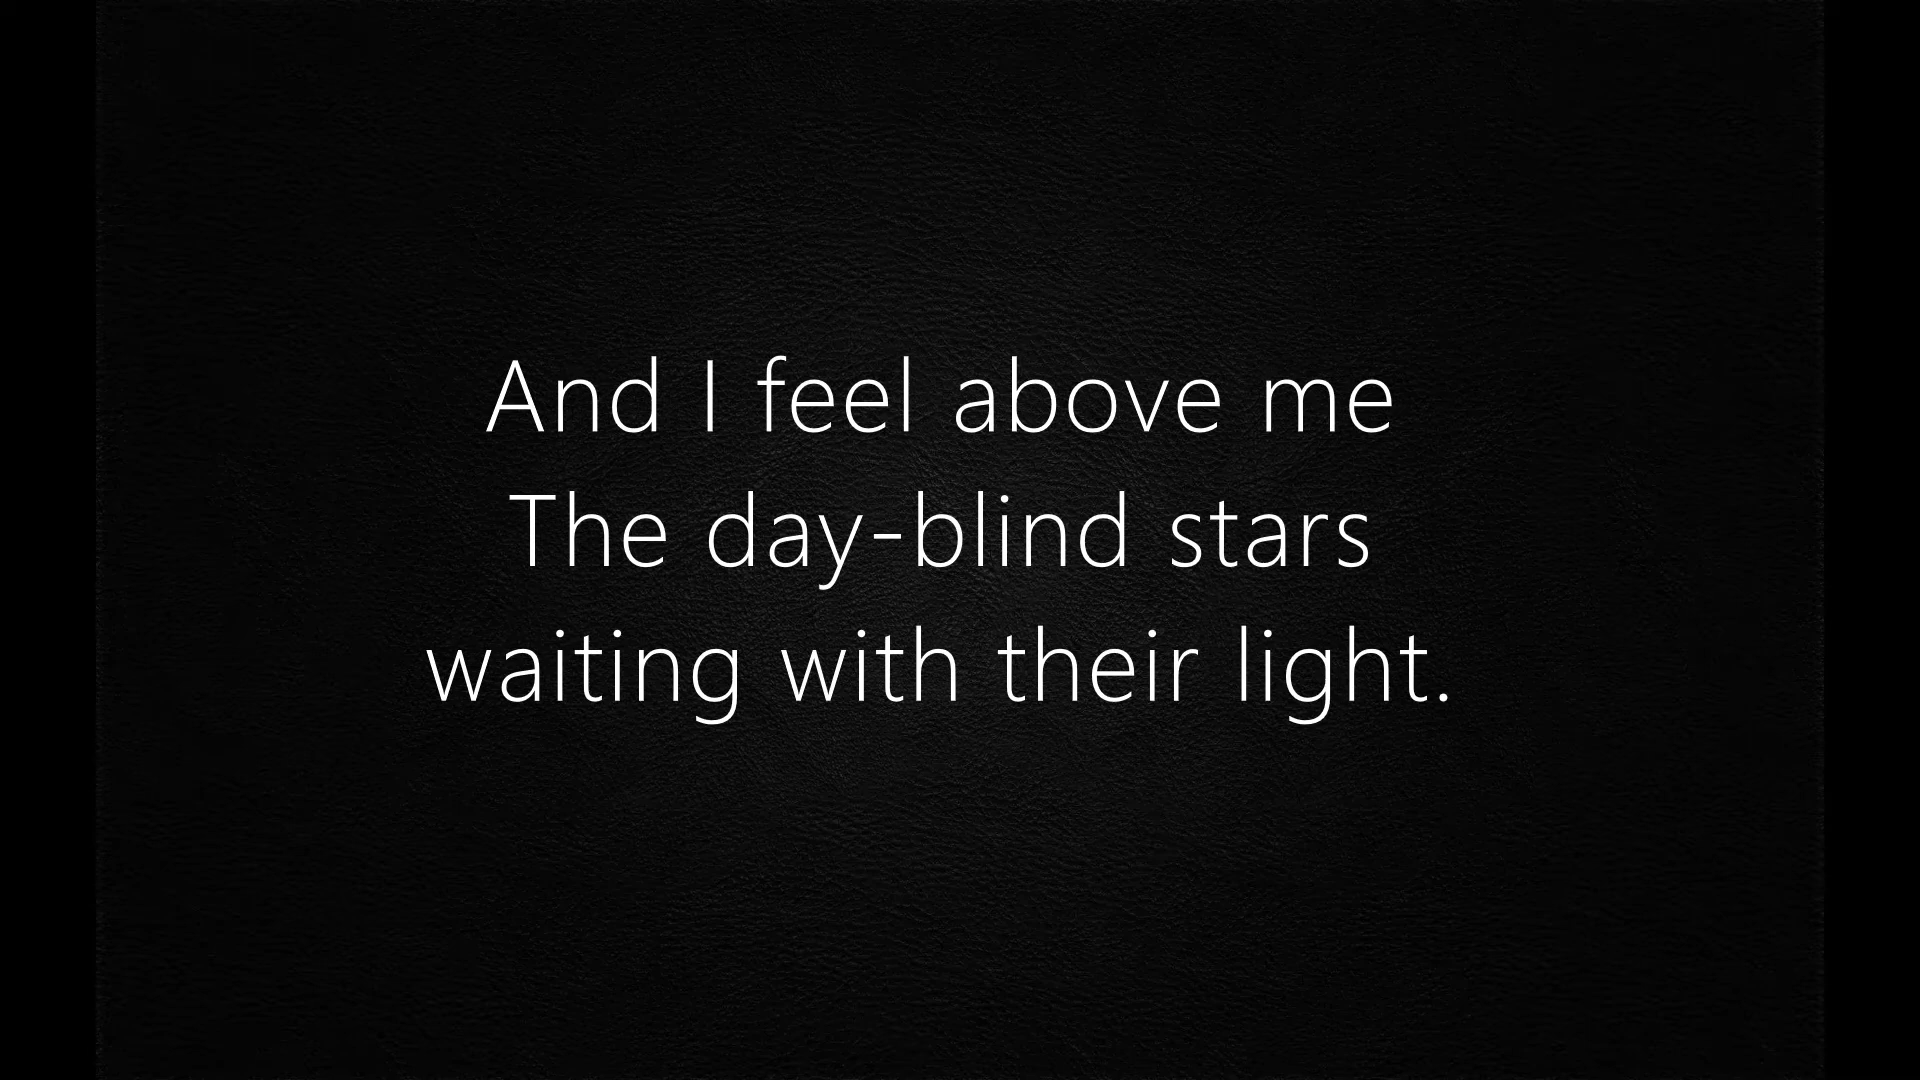 And I feel above me
The day-blind stars
waiting with their light.